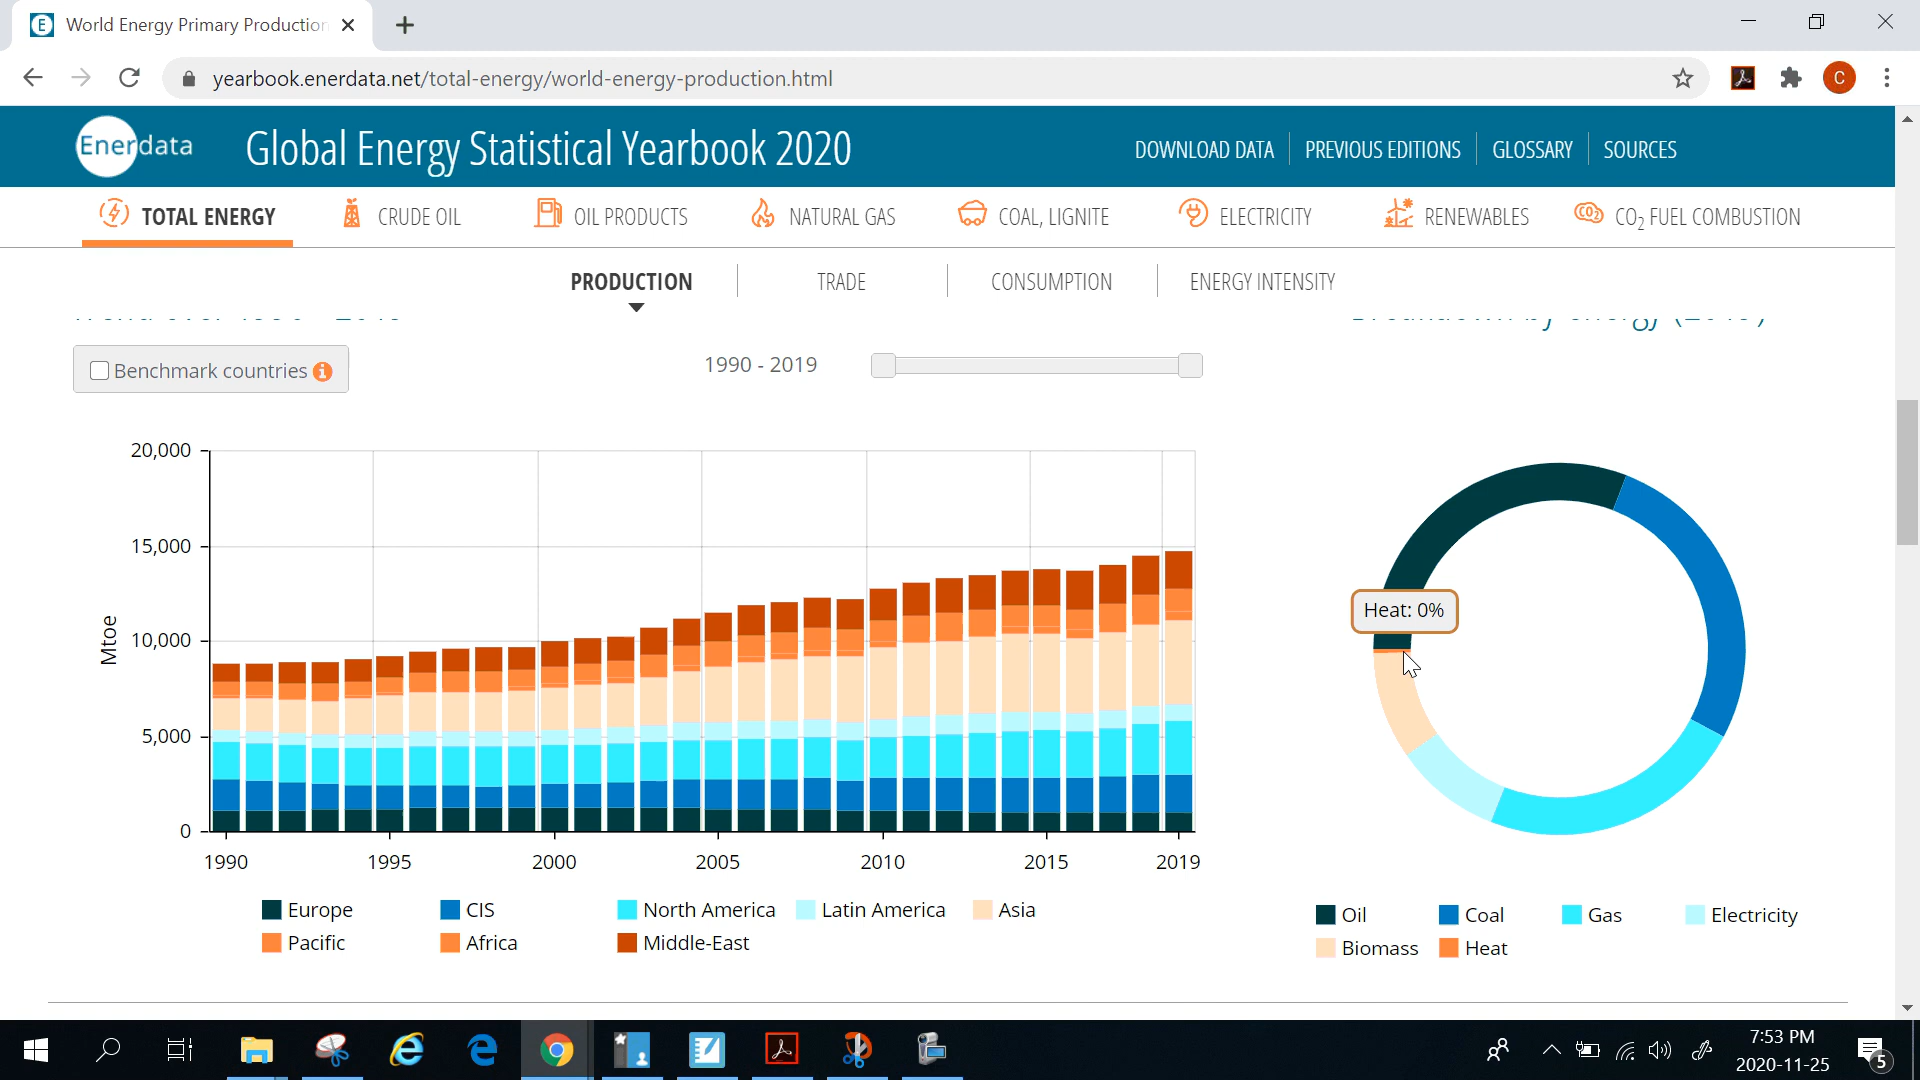 World Energy Primary Production
yearbook.enerdata.net/total-energy/world-energy-production.html
C
Enerdata
Global Energy Statistical Yearbook 2020
DOWNLOAD DATA
PREVIOUS EDITIONS
GLOSSARY
SOURCES
TOTAL ENERGY
CRUDE OIL
OIL PRODUCTS
NATURAL GAS
COAL, LIGNITE
ELECTRICITY
RENEWABLES
CO2 FUEL COMBUSTION
PRODUCTION
TRADE
CONSUMPTION
ENERGY INTENSITY
Benchmark countries
1990 - 2019
20,000
15,000
10,000
5,000
0
Mtoe
1990 1995 2000 2005 2010 2015 2019
Europe CIS North America Latin America Asia
Pacific Africa Middle-East
Heat: 0%
Oil Coal Gas Electricity
Biomass Heat
7:53 PM
2020-11-25
5